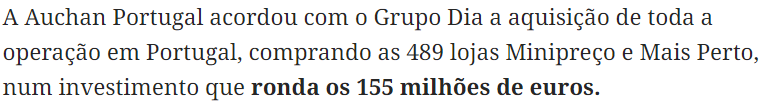 A Auchan Portugal acordou com o Grupo Dia a aquisição de toda a
operação em Portugal, comprando as 489 lojas Minipreço e Mais Perto,
num investimento que ronda os 155 milhões de euros.